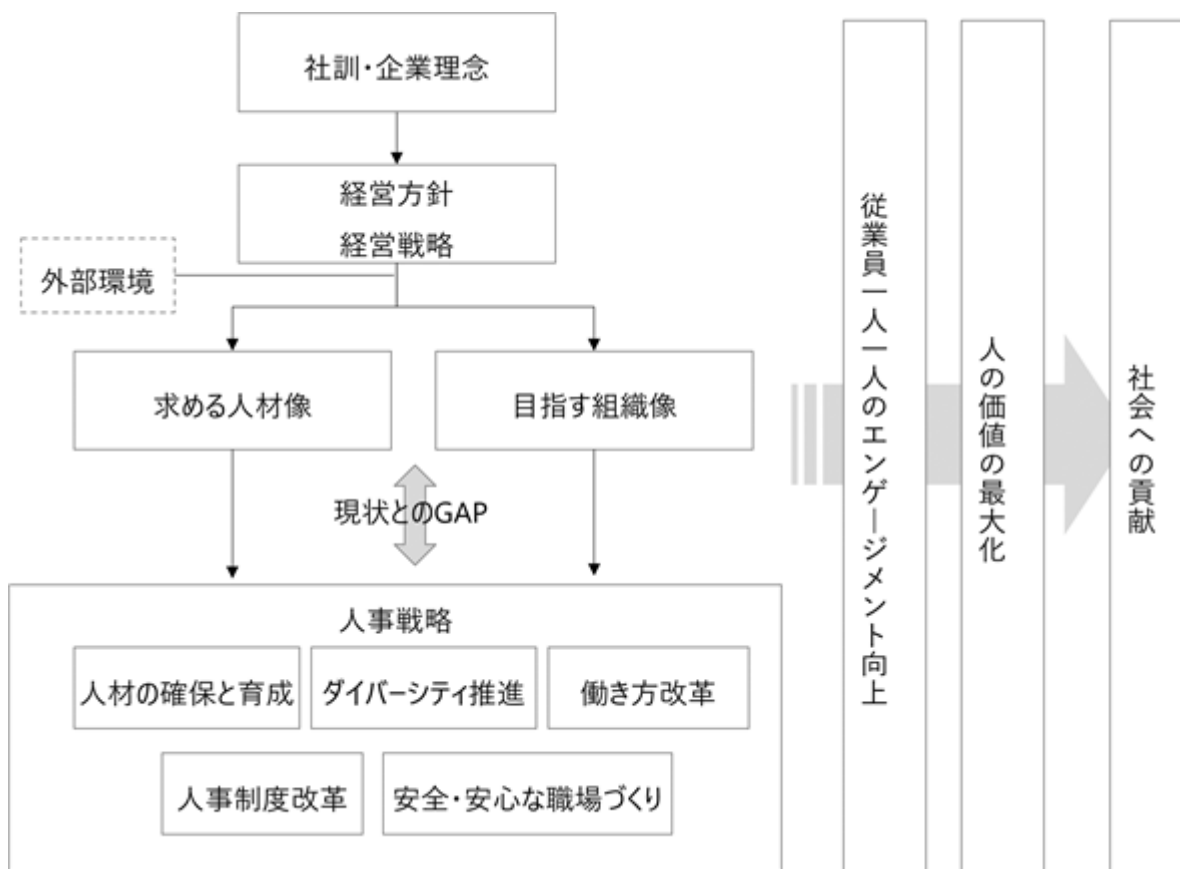 社訓・企業理念
経営方針
経営戦略
外部環境
求める人材像
目指す組織像
現状とのGAP
人事戦略
人材の確保と育成
ダイバーシティ推進
働き方改革
人事制度改革
安全・安心な職場づくり
従業員一人一人のエンゲージメント向上
人の価値の最大化
社会への貢献